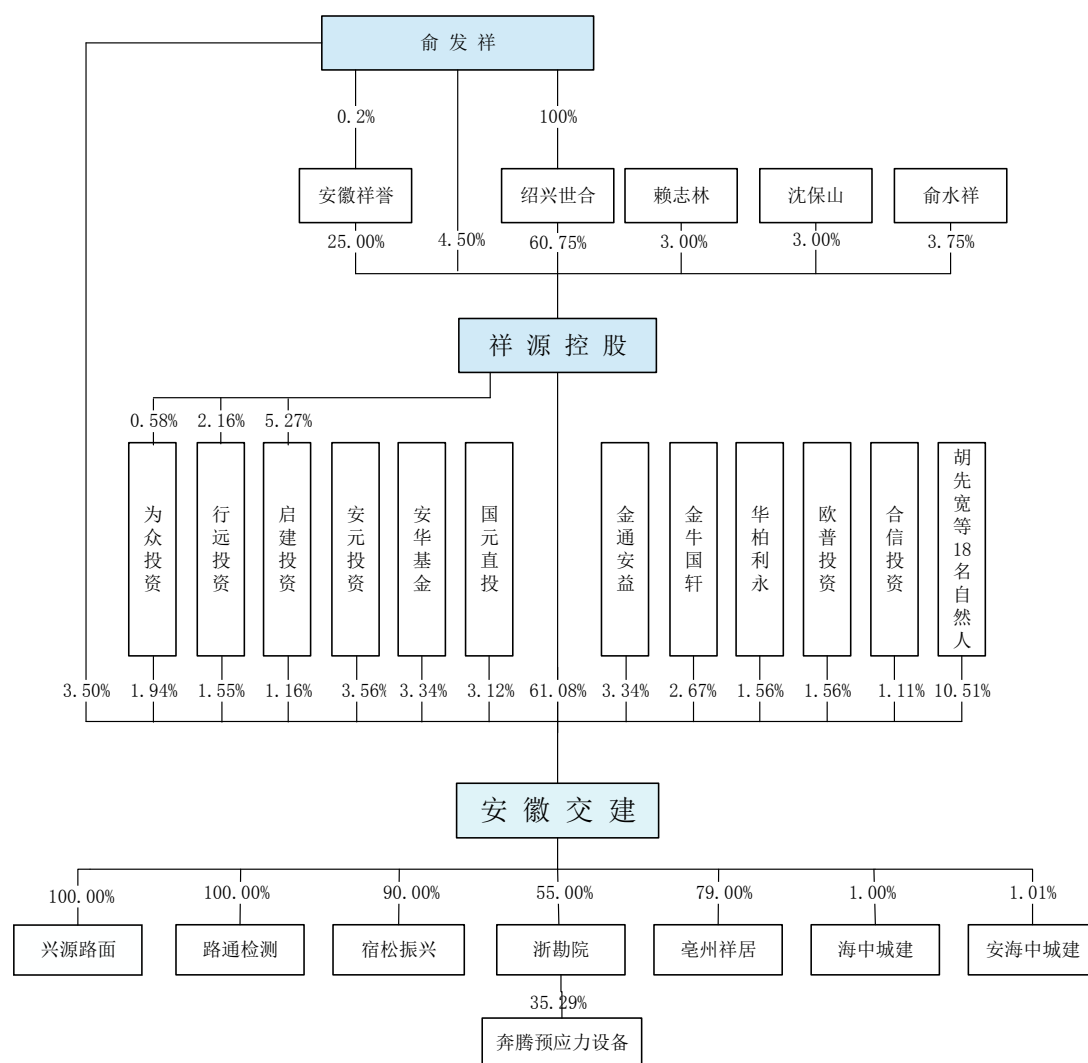 俞发祥
0.2%
100%
安徽祥誉
绍兴世合
赖志林
沈保山
俞水祥
25.00%
4.50%
60.75%
3.00%
3.00%
3.75%
祥源控股
0.58%
2.16%
5.27%
为众投资
行远投资
启建投资
安元投资
安华基金
国元直投
金通安益
金牛国轩
华柏利永
欧普投资
合信投资
胡先宽等18名自然人
3.50%
1.94%
1.55%
1.16%
3.56%
3.34%
3.12%
61.08%
3.34%
2.67%
1.56%
1.56%
1.11%
10.51%
安徽交建
100.00%
100.00%
90.00%
55.00%
79.00%
1.00%
1.01%
兴源路面
路通检测
宿松振兴
浙勘院
亳州祥居
海中城建
安海中城建
35.29%
奔腾预应力设备